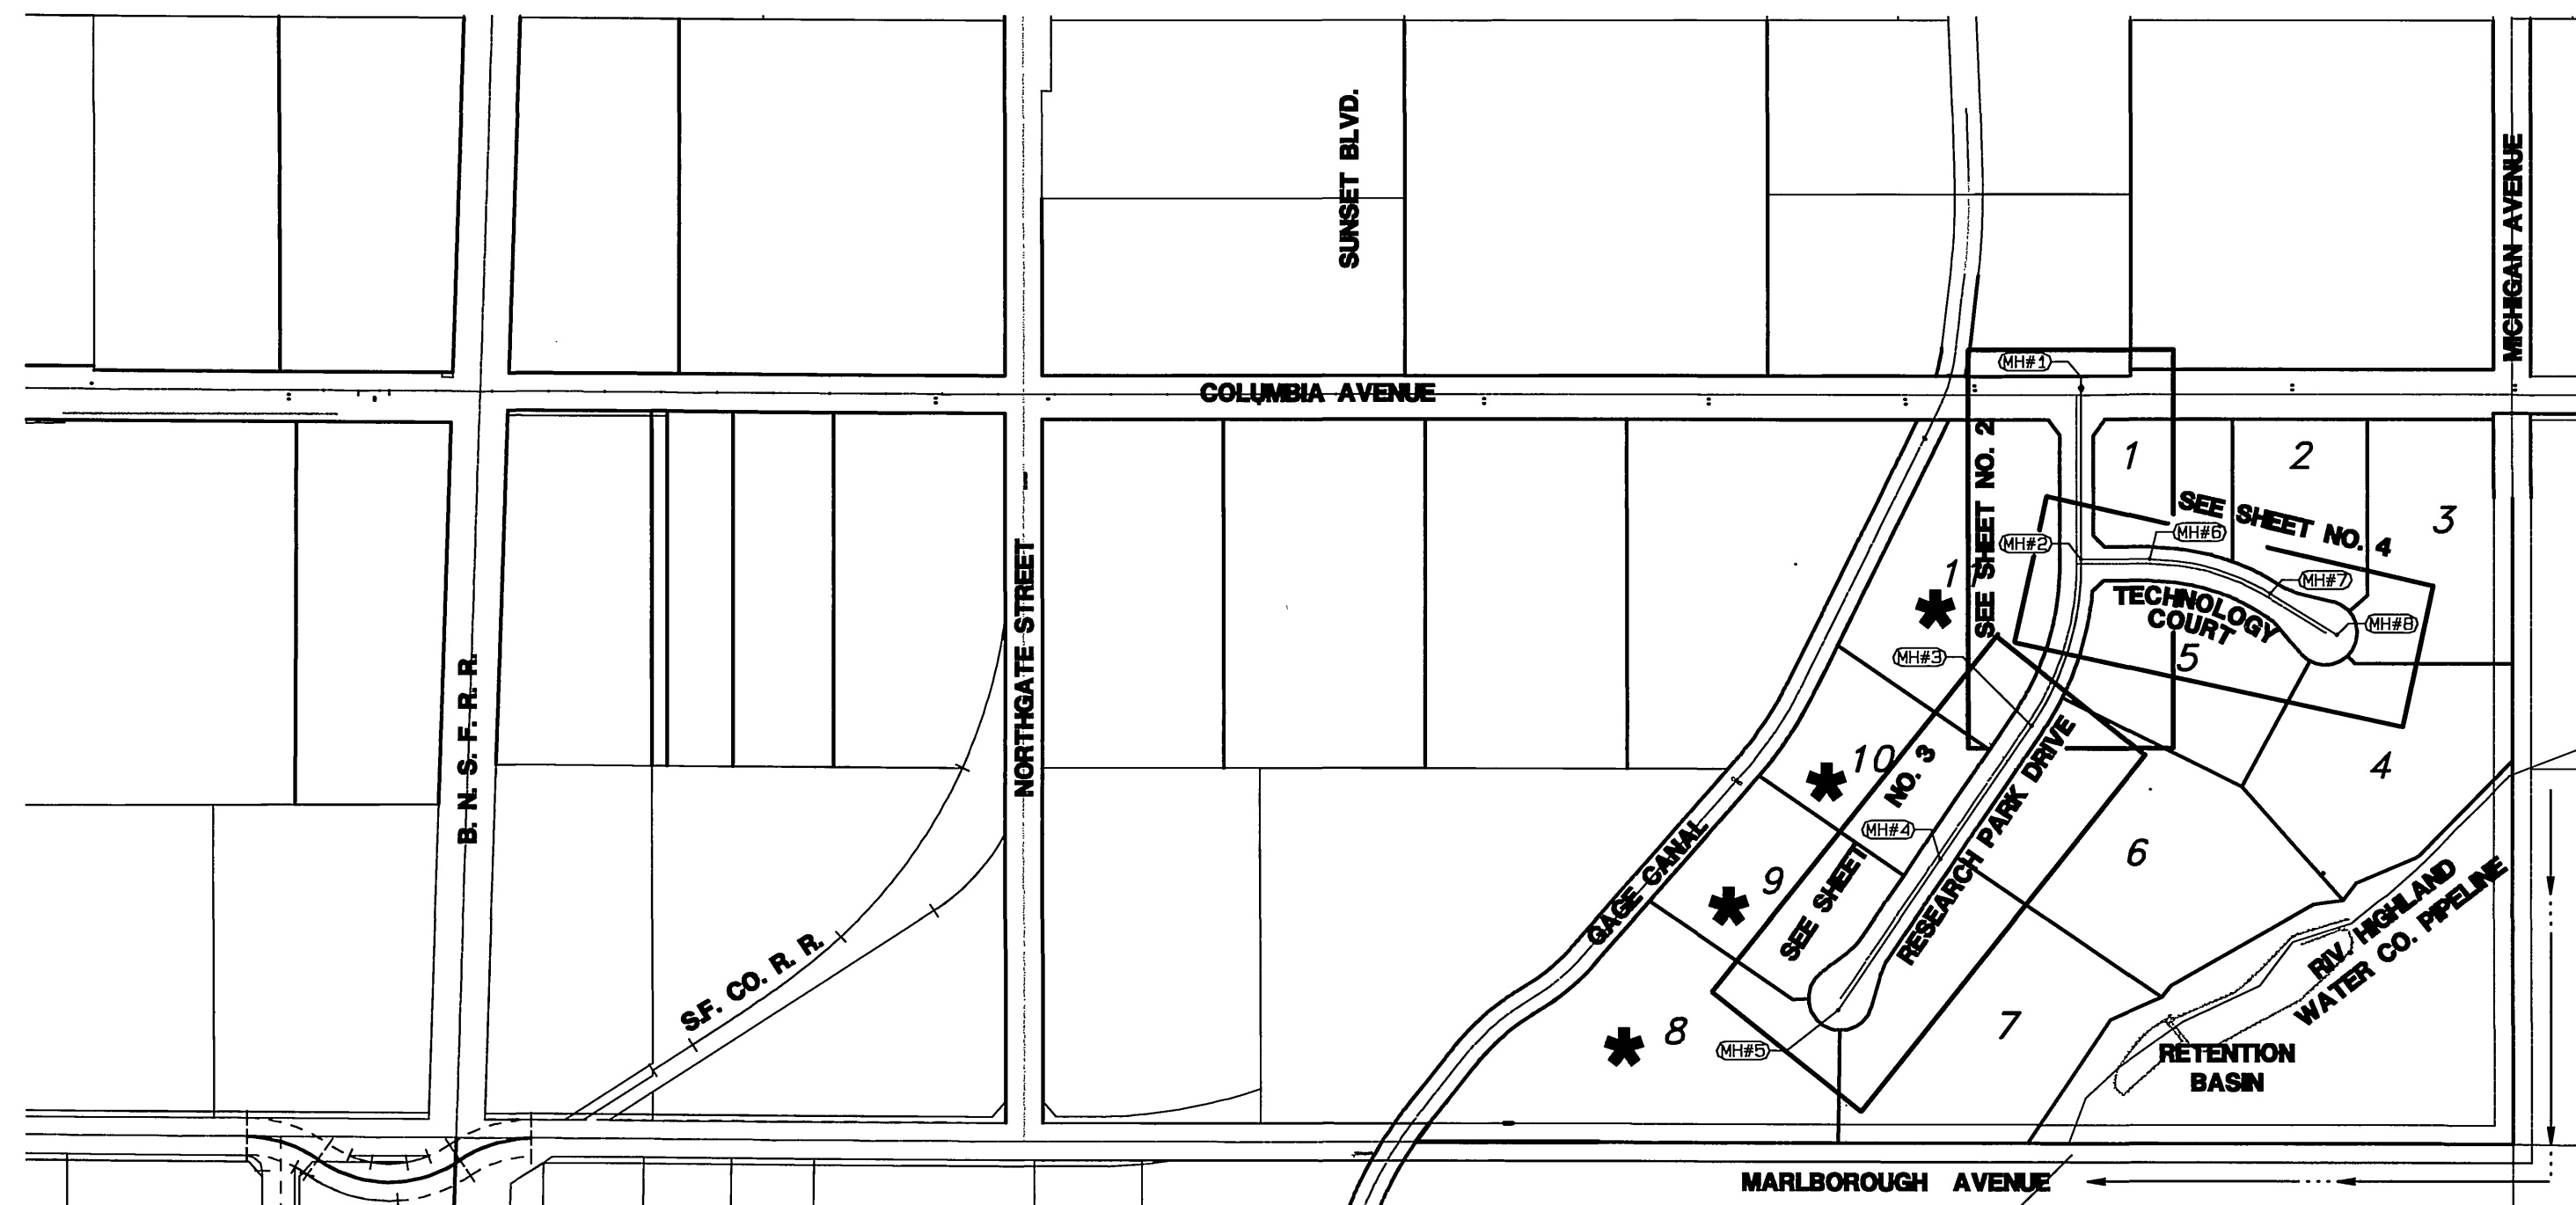 SUNSET BLVD.
MICHIGAN AVENUE
MH#1
COLUMBIA AVENUE
SEE SHEET NO. 2
1
2
3
SEE SHEET NO. 4
MH#6
MH#2
MH#7
11
*
TECHNOLOGY
COURT
MH#8
MH#3
5
NORTHGATE STREET
B. N. S. F. R. R.
10
*
NO. 3
RESEARCH PARK DRIVE
4
MH#4
6
GAGE CANAL
9
*
SEE SHEET
RIV. HIGHLAND
WATER CO. PIPELINE
S.F. CO. R. R.
8
*
7
MH#5
RETENTION
BASIN
MARLBOROUGH AVENUE